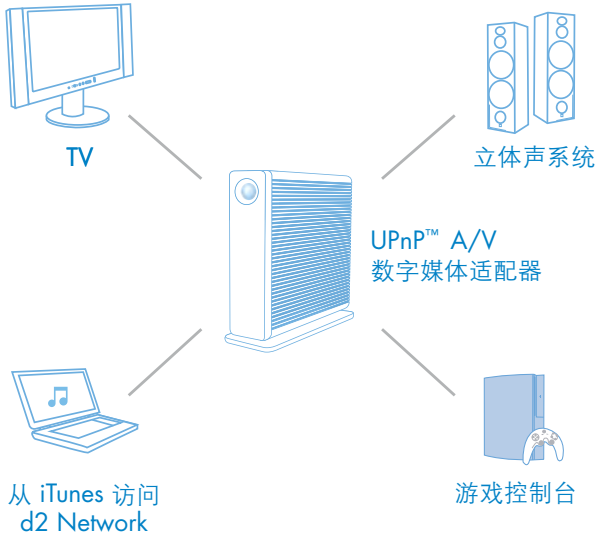 TV
立体声系统
UPnP™ A/V
数字媒体适配器
从 iTunes 访问
d2 Network
游戏控制台